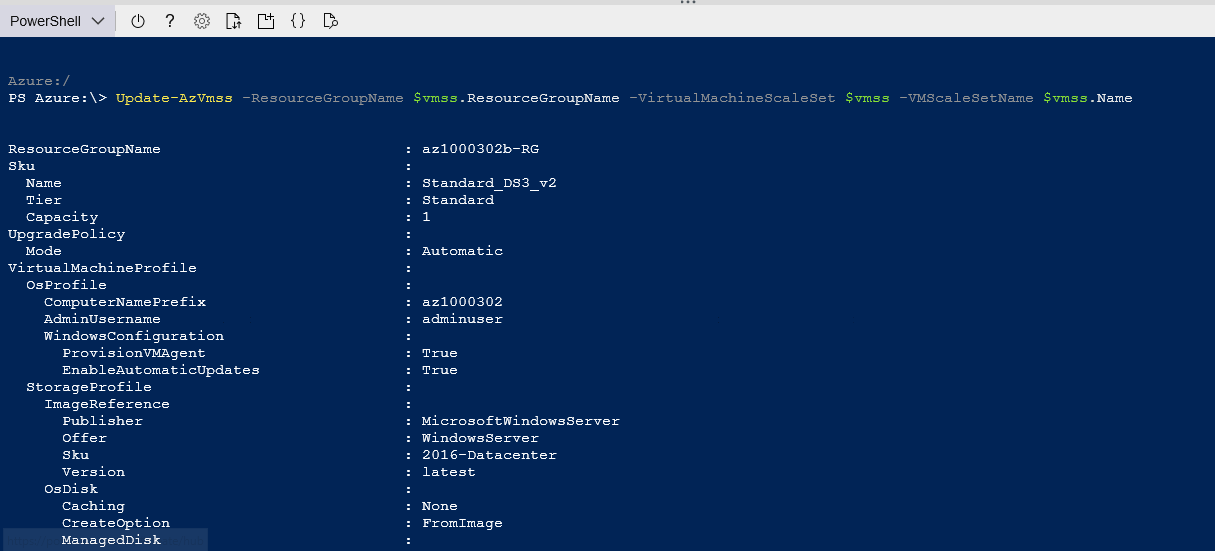 PowerShell
Azure:/
PS Azure:\> Update-AzVmss -ResourceGroupName $vmss.ResourceGroupName -VirtualMachineScaleSet $vmss -VMScaleSetName $vmss.Name
ResourceGroupName : az1000302b-RG
Sku :
Name : Standard_DS3_v2
Tier : Standard
Capacity : 1
UpgradePolicy :
Mode : Automatic
VirtualMachineProfile :
OsProfile :
ComputerNamePrefix : az1000302
AdminUsername : adminuser
WindowsConfiguration :
ProvisionVMAgent : True
EnableAutomaticUpdates : True
StorageProfile :
ImageReference :
Publisher : MicrosoftWindowsServer
Offer : WindowsServer
Sku : 2016-Datacenter
Version : latest
OsDisk :
Caching : None
CreateOption : FromImage
ManagedDisk :